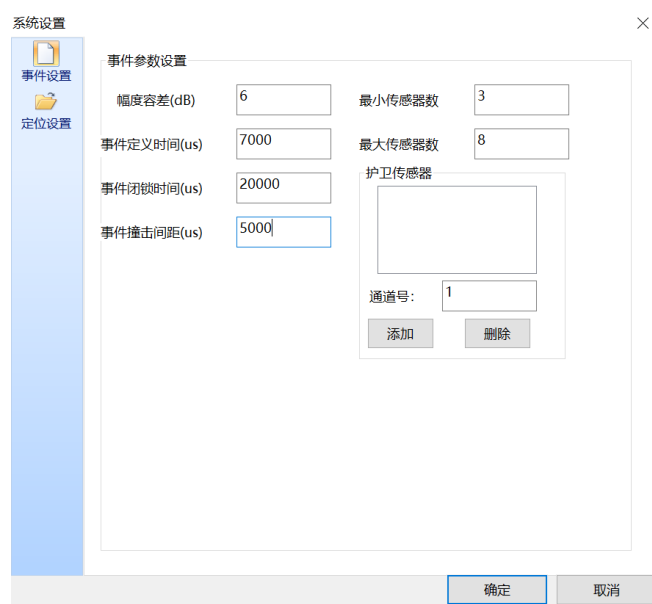 系统设置
事件设置
定位设置
事件参数设置
幅度容差(dB) 6 最小传感器数 3
事件定义时间(us) 7000 最大传感器数 8
事件闭锁时间(us) 20000 护卫传感器
事件撞击间距(us) 5000
通道号: 1
添加 删除
确定 取消